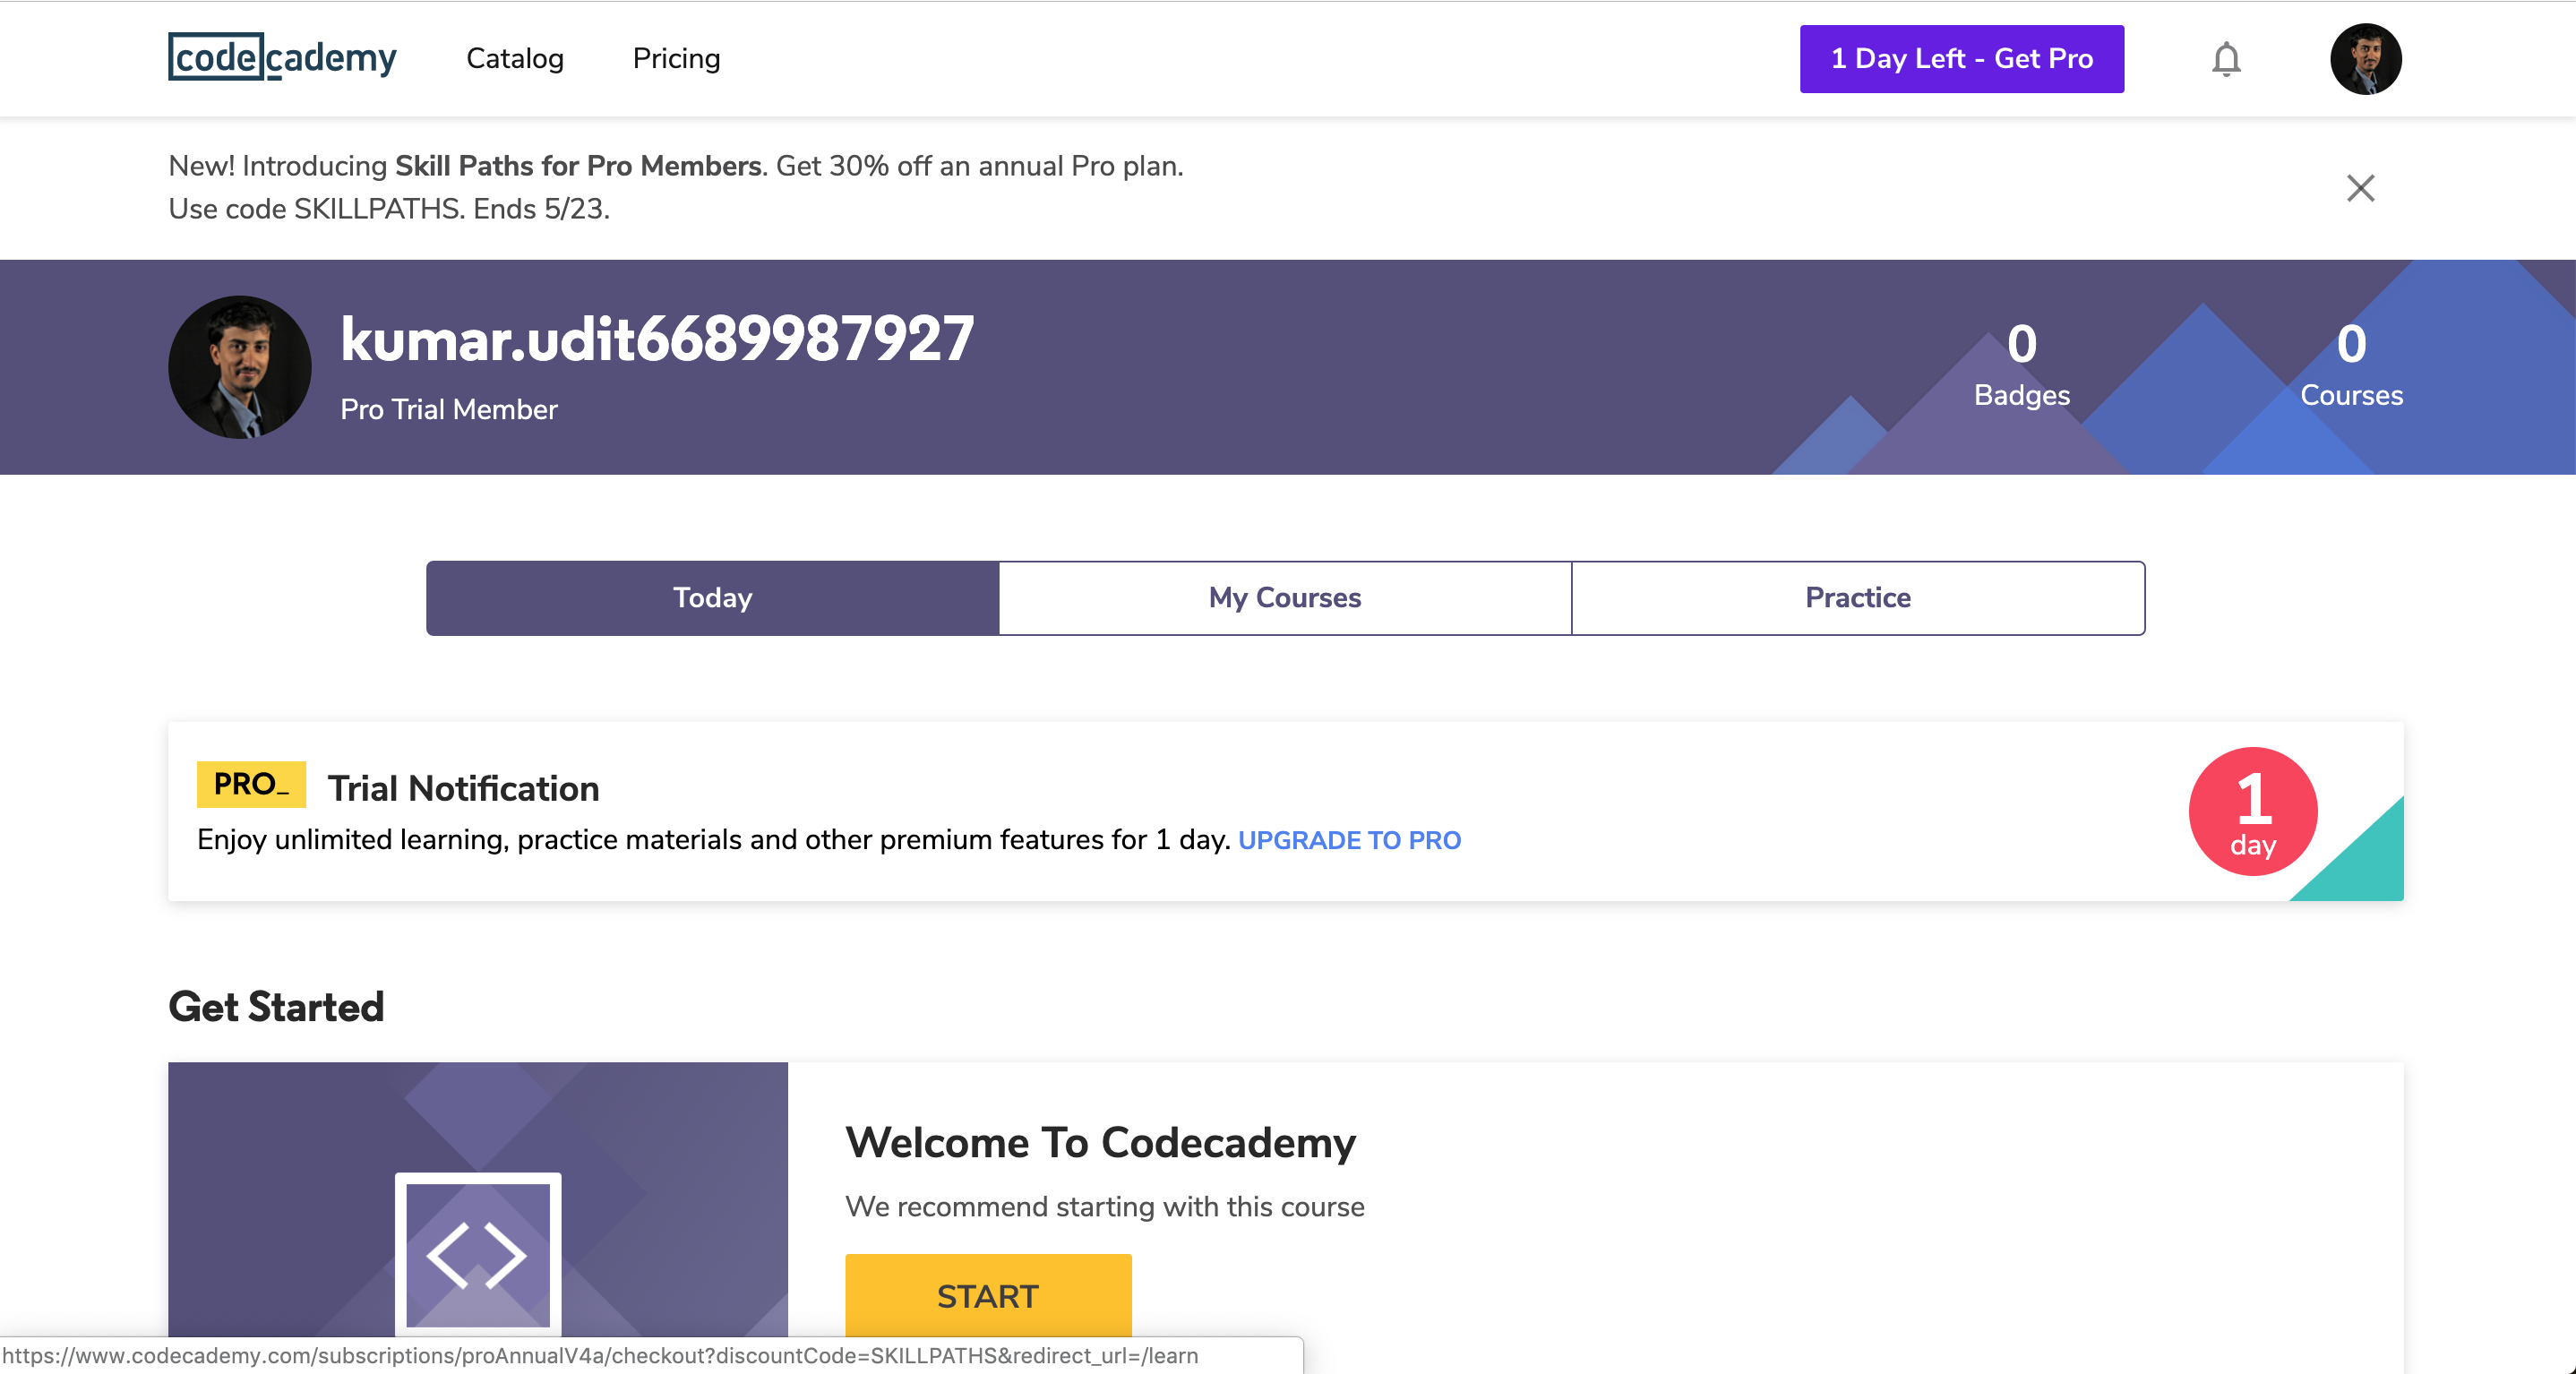 codecademy
Catalog
Pricing
1 Day Left - Get Pro
New! Introducing Skill Paths for Pro Members. Get 30% off an annual Pro plan.
Use code SKILLPATHS. Ends 5/23.
kumar.udit6689987927
Pro Trial Member
0
Badges
0
Courses
Today
My Courses
Practice
PRO_
Trial Notification
Enjoy unlimited learning, practice materials and other premium features for 1 day. UPGRADE TO PRO
1
day
Get Started
Welcome To Codecademy
We recommend starting with this course
START
https://www.codecademy.com/subscriptions/proAnnualV4a/checkout?discountCode=SKILLPATHS&redirect_url=/learn